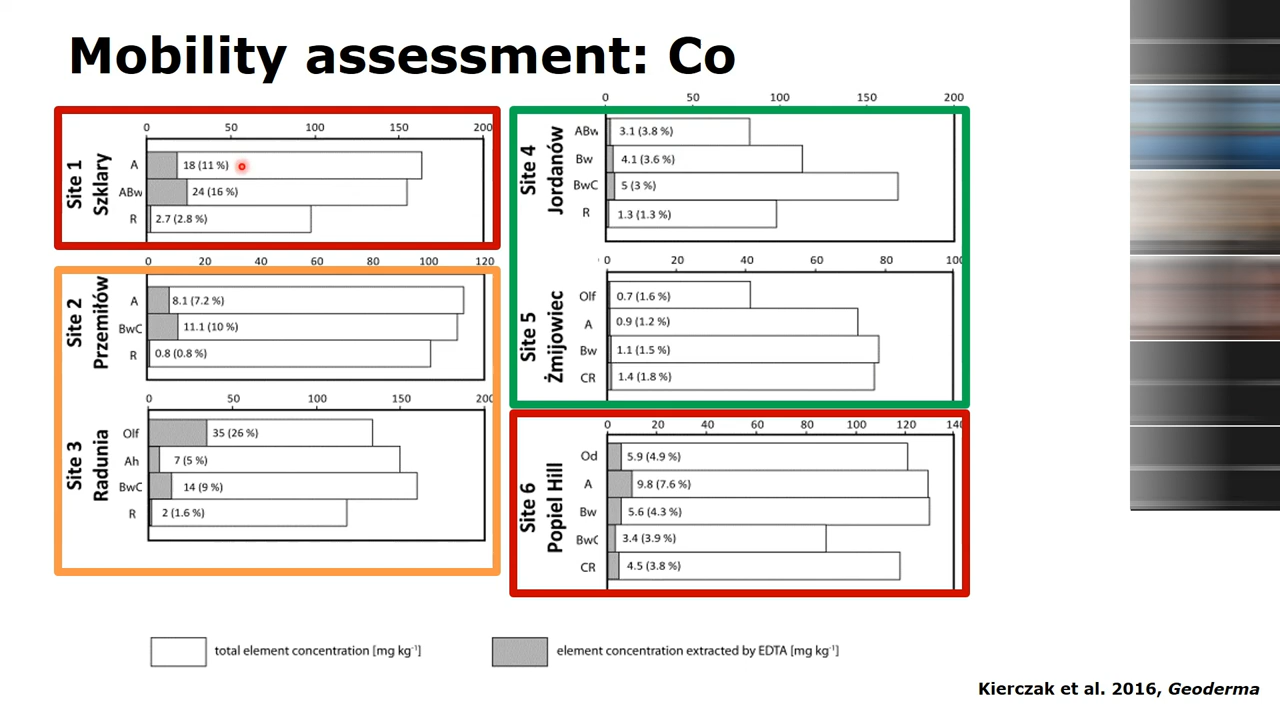 Mobility assessment: Co
0 50 100 150 200
Site 1
Szklary
A 18 (11 %)
ABw 24 (16 %)
R 2.7 (2.8 %)
0 20 80 80 100 120
Site 2
Przemiłów
A 8.1 (7.2 %)
BwC 11.1 (10 %)
R 0.8 (0.8 %)
0 50 100 150 200
Site 3
Radunia
Olf 35 (26 %)
Ah 7 (5 %)
BwC 14 (9 %)
R 2 (1.6 %)
0 50 100 150 200
Site 4
Jordanów
ABw 3.1 (3.8 %)
Bw 4.1 (3.6 %)
BwC 5 (3 %)
R 1.3 (1.3 %)
0 20 40 60 80 100
Site 5
Żmijowiec
Olf 0.7 (1.6 %)
A 0.9 (1.2 %)
Bw 1.1 (1.5 %)
CR 1.4 (1.8 %)
0 20 40 60 80 100 120 140
Site 6
Popiel Hill
Od 5.9 (4.9 %)
A 9.8 (7.6 %)
Bw 5.6 (4.3 %)
BwC 3.4 (3.9 %)
CR 4.5 (3.8 %)
total element concentration [mg kg⁻¹]
element concentration extracted by EDTA [mg kg⁻¹]
Kierczak et al. 2016, Geoderma